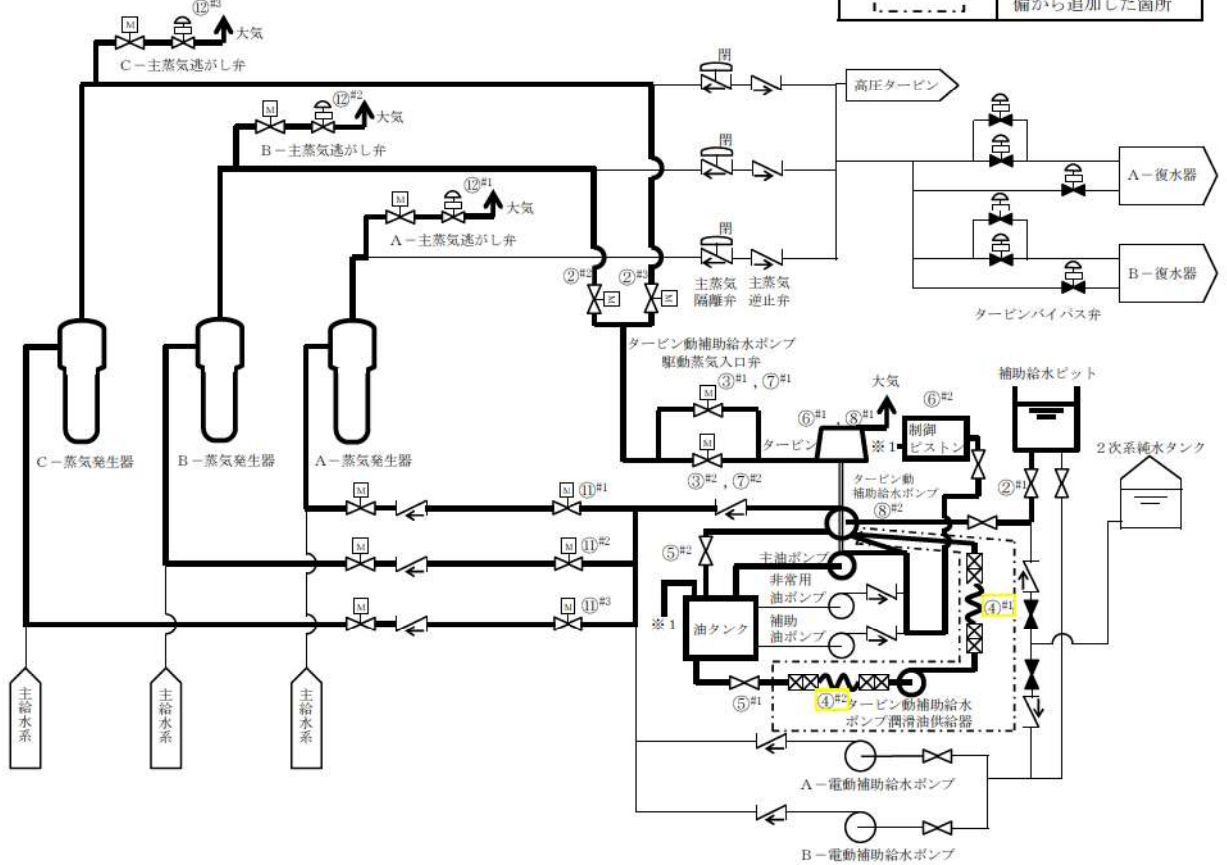 備から追加した箇所
⑫#3
M
大気
C－主蒸気逃がし弁
閉
高圧タービン
⑫#2
M
大気
B－主蒸気逃がし弁
閉
A－復水器
⑫#1
M
大気
A－主蒸気逃がし弁
閉
B－復水器
②#2
②#3
M
M
主蒸気
隔離弁
主蒸気
逆止弁
タービンバイパス弁
タービン動補助給水ポンプ
駆動蒸気入口弁
③#1 , ⑦#1
M
大気
補助給水ピット
⑥#1 , ⑧#1
⑥#2
タービン
※1
制御
ピストン
2次系純水タンク
M
③#2 , ⑦#2
C－蒸気発生器
B－蒸気発生器
A－蒸気発生器
タービン動
補助給水ポンプ
⑧#2
②#1
M
M
⑪#1
M
M
⑪#2
M
M
⑪#3
⑤#2
主油ポンプ
非常用
油ポンプ
補助
油ポンプ
④#1
※1
油タンク
⑤#1
④#2
タービン動補助給水
ポンプ潤滑油供給器
主給水系
主給水系
主給水系
A－電動補助給水ポンプ
B－電動補助給水ポンプ